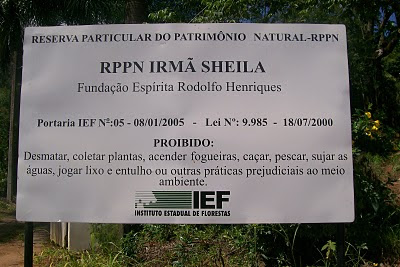 RESERVA PARTICULAR DO PATRIMÔNIO NATURAL-RPPN
RPPN IRMÃ SHEILA
Fundação Espírita Rodolfo Henriques
Portaria IEF Nº:05 - 08/01/2005 - Lei Nº: 9.985 - 18/07/2000
PROIBIDO:
Desmatar, coletar plantas, acender fogueiras, caçar, pescar, sujar as
águas, jogar lixo e entulho ou outras práticas prejudiciais ao meio
ambiente.
IEF
INSTITUTO ESTADUAL DE FLORESTAS